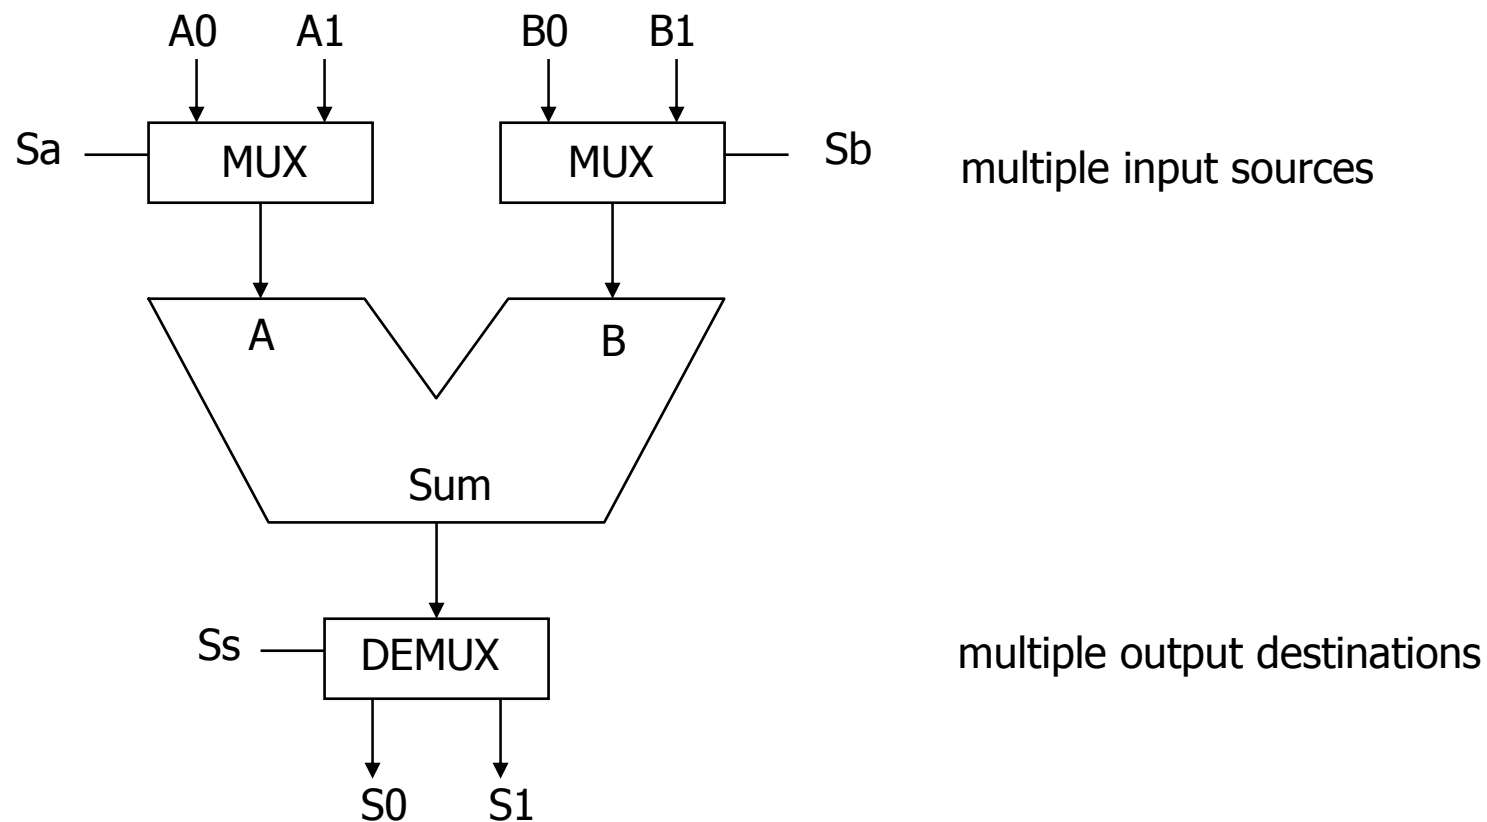 A0 A1 B0 B1
Sa MUX MUX Sb multiple input sources
A B
Sum
Ss DEMUX multiple output destinations
S0 S1